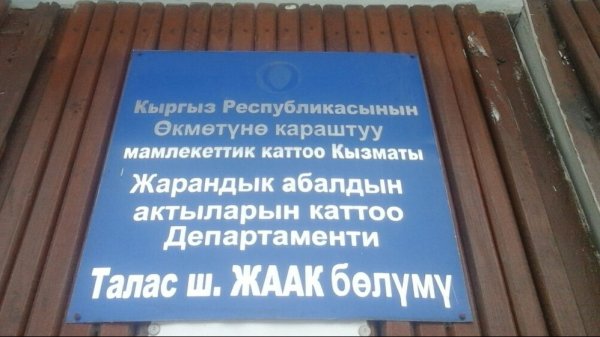 Кыргыз Республикасынын
Өкмөтүнө караштуу
мамлекеттик каттоо Кызматы
Жарандык абалдын
актыларын каттоо
Департаменти
Талас ш. ЖААК бөлүмү